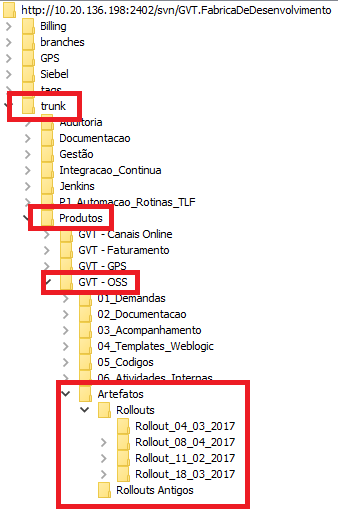 http://10.20.136.198:2402/svn/GVT.FabricaDeDesenvolvimento
Billing
branches
GPS
Siebel
tags
trunk
Auditoria
Documentacao
Gestão
Integracao_Continua
Jenkins
PJ_Automacao_Rotinas_TLF
Produtos
GVT - Canais Online
GVT - Faturamento
GVT - GPS
GVT - OSS
01_Demandas
02_Documentacao
03_Acompanhamento
04_Templates_Weblogic
05_Codigos
06_Atividades_Internas
Artefatos
Rollouts
Rollout_04_03_2017
Rollout_08_04_2017
Rollout_11_02_2017
Rollout_18_03_2017
Rollouts Antigos